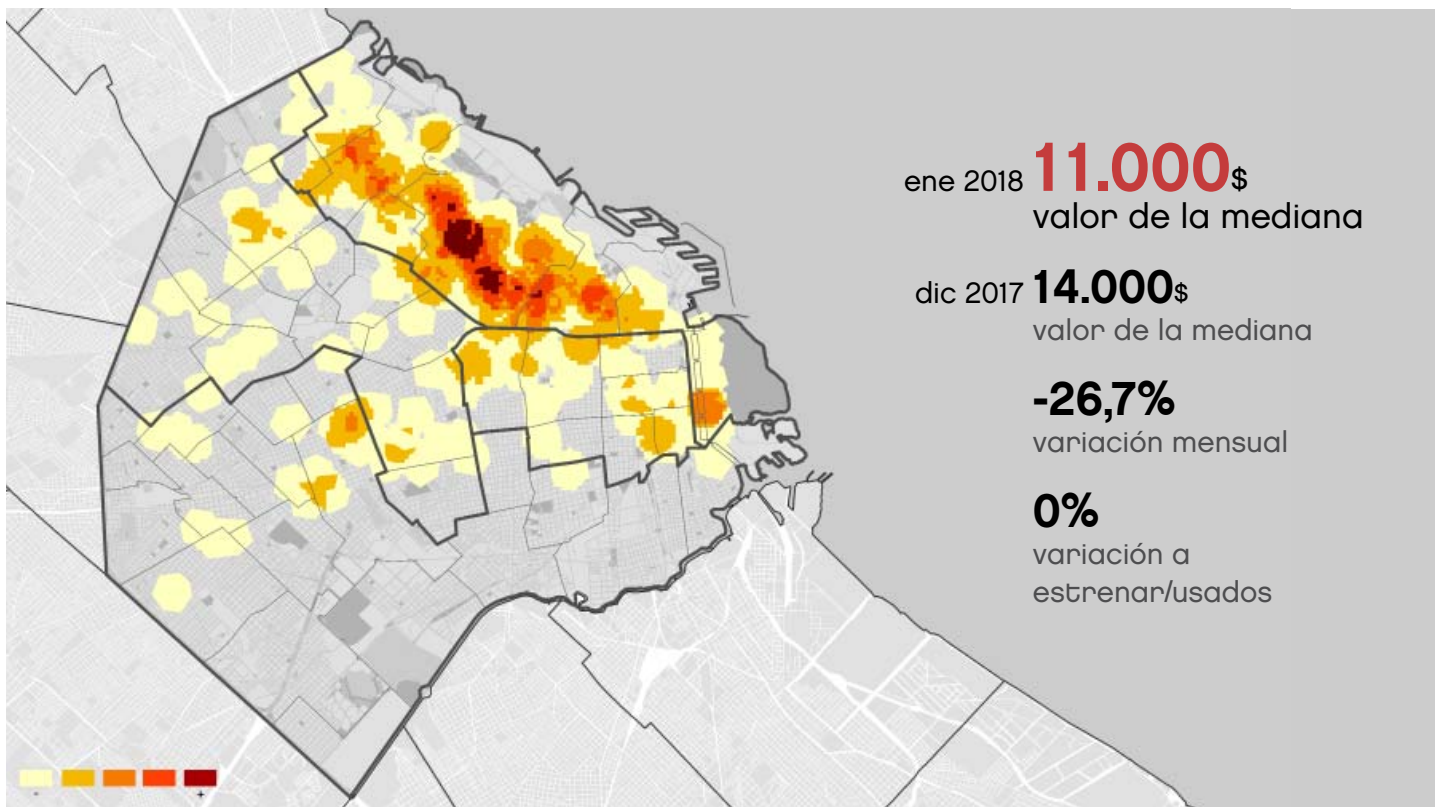 ene 2018 11.000$
valor de la mediana
dic 2017 14.000$
valor de la mediana
-26,7%
variación mensual
0%
variación a
estrenar/usados
- +